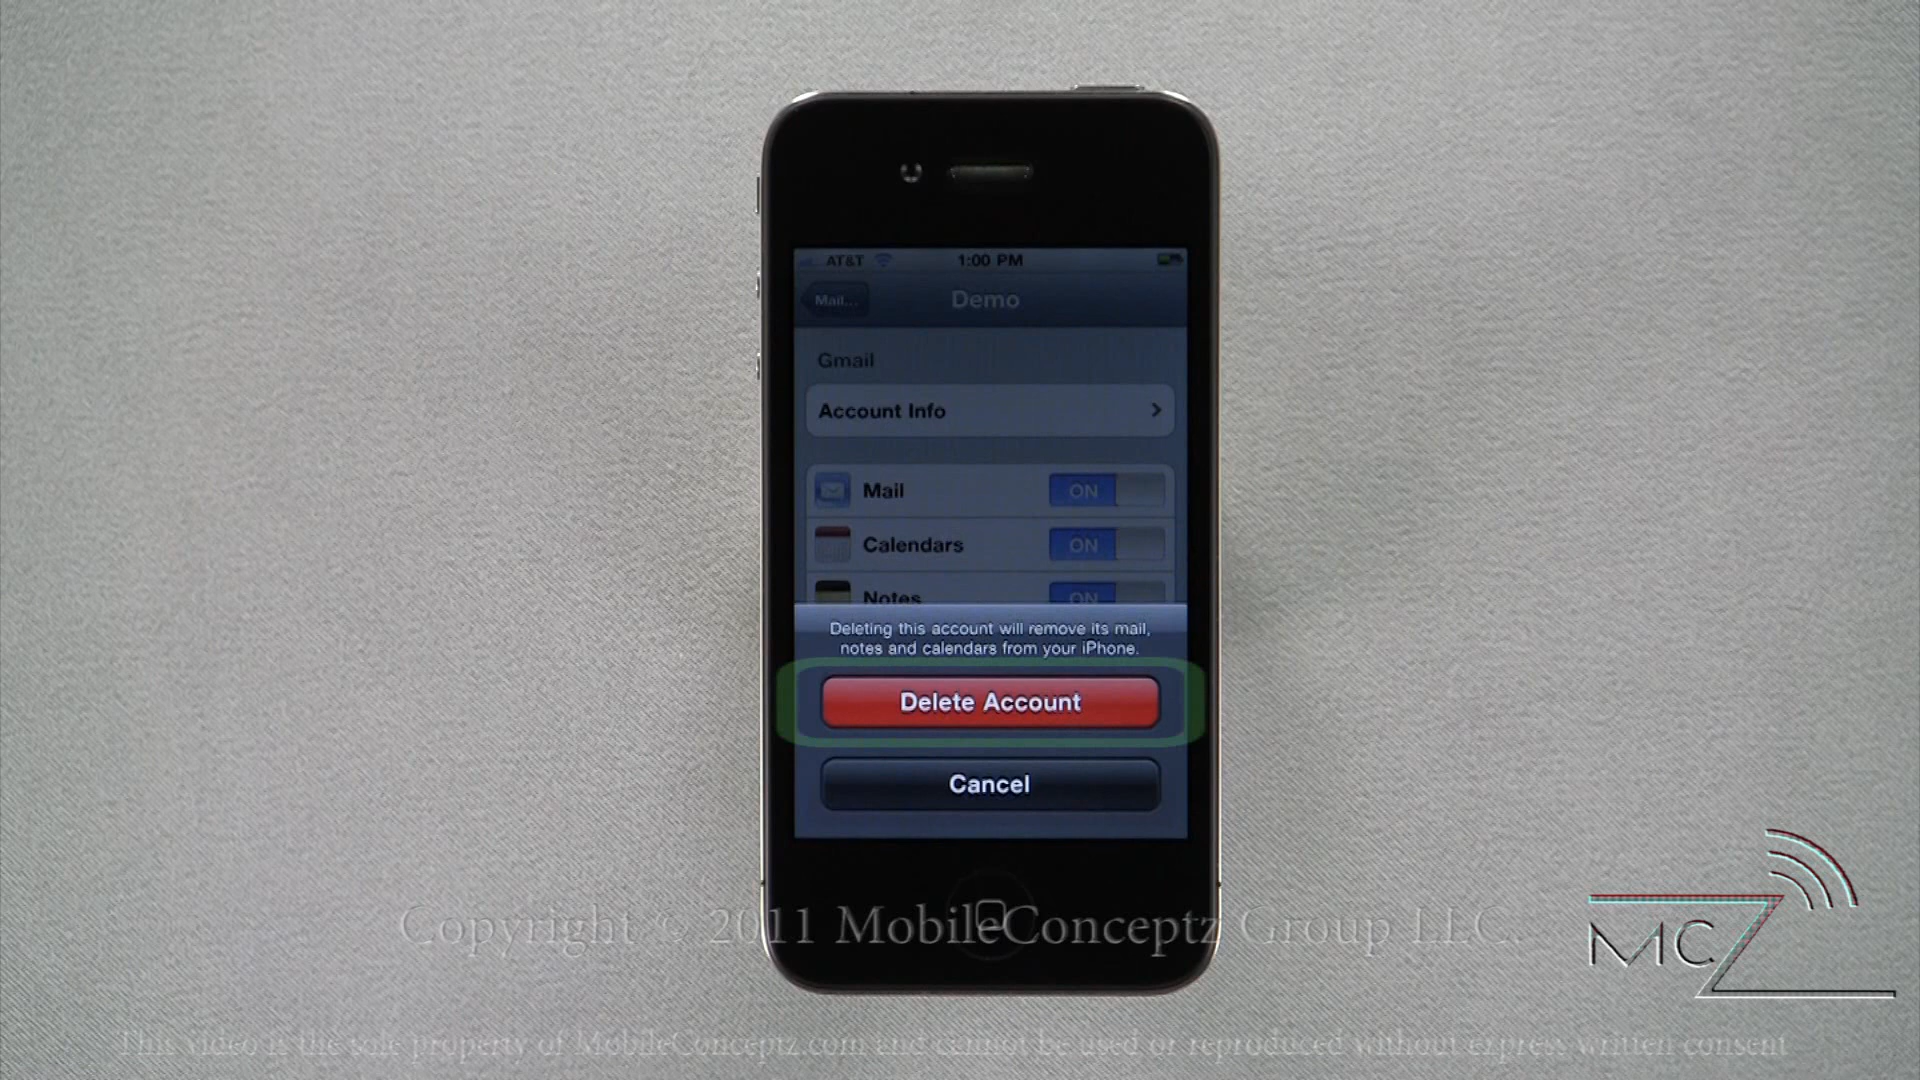 AT&T 1:00 PM
Mail... Demo
Gmail
Account Info
Mail ON
Calendars ON
Notes ON
Deleting this account will remove its mail,
notes and calendars from your iPhone.
Delete Account
Cancel
Copyright © 2011 MobileConceptz Group LLC.
MCZ
This video is the sole property of MobileConceptz.com and cannot be used or reproduced without express written consent